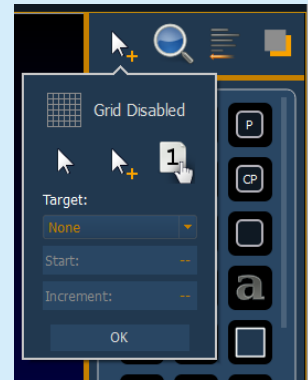 Grid Disabled
P
1
CP
Target:
None
Start: --
a
Increment: --
OK